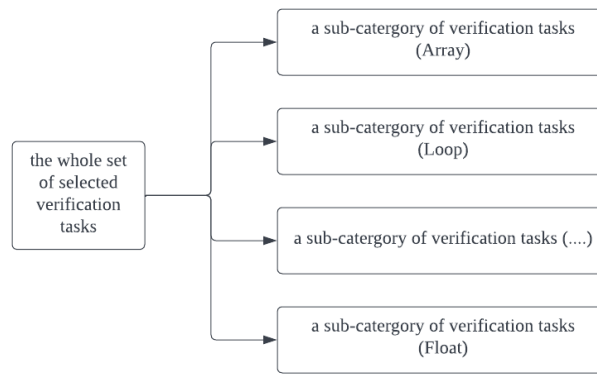 a sub-catergory of verification tasks
(Array)
a sub-catergory of verification tasks
(Loop)
the whole set
of selected
verification
tasks
a sub-catergory of verification tasks (....)
a sub-catergory of verification tasks
(Float)